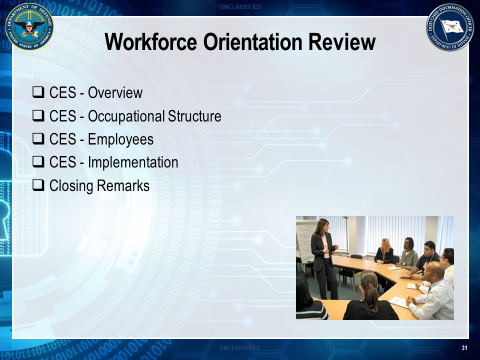 UNCLASSIFIED
Workforce Orientation Review
CES - Overview
CES - Occupational Structure
CES - Employees
CES - Implementation
Closing Remarks
UNCLASSIFIED
31